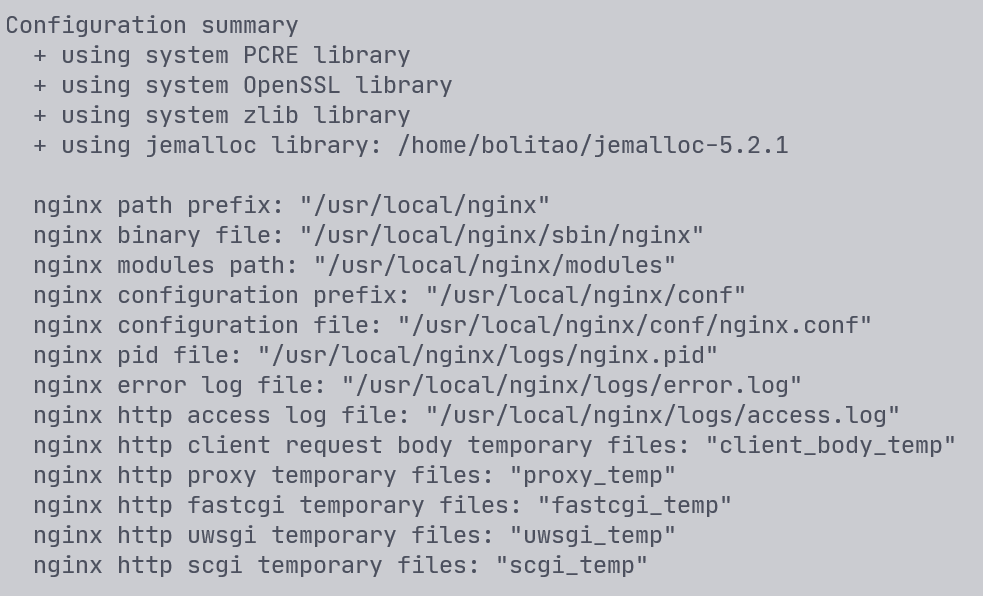 Configuration summary
  + using system PCRE library
  + using system OpenSSL library
  + using system zlib library
  + using jemalloc library: /home/bolitao/jemalloc-5.2.1

  nginx path prefix: "/usr/local/nginx"
  nginx binary file: "/usr/local/nginx/sbin/nginx"
  nginx modules path: "/usr/local/nginx/modules"
  nginx configuration prefix: "/usr/local/nginx/conf"
  nginx configuration file: "/usr/local/nginx/conf/nginx.conf"
  nginx pid file: "/usr/local/nginx/logs/nginx.pid"
  nginx error log file: "/usr/local/nginx/logs/error.log"
  nginx http access log file: "/usr/local/nginx/logs/access.log"
  nginx http client request body temporary files: "client_body_temp"
  nginx http proxy temporary files: "proxy_temp"
  nginx http fastcgi temporary files: "fastcgi_temp"
  nginx http uwsgi temporary files: "uwsgi_temp"
  nginx http scgi temporary files: "scgi_temp"